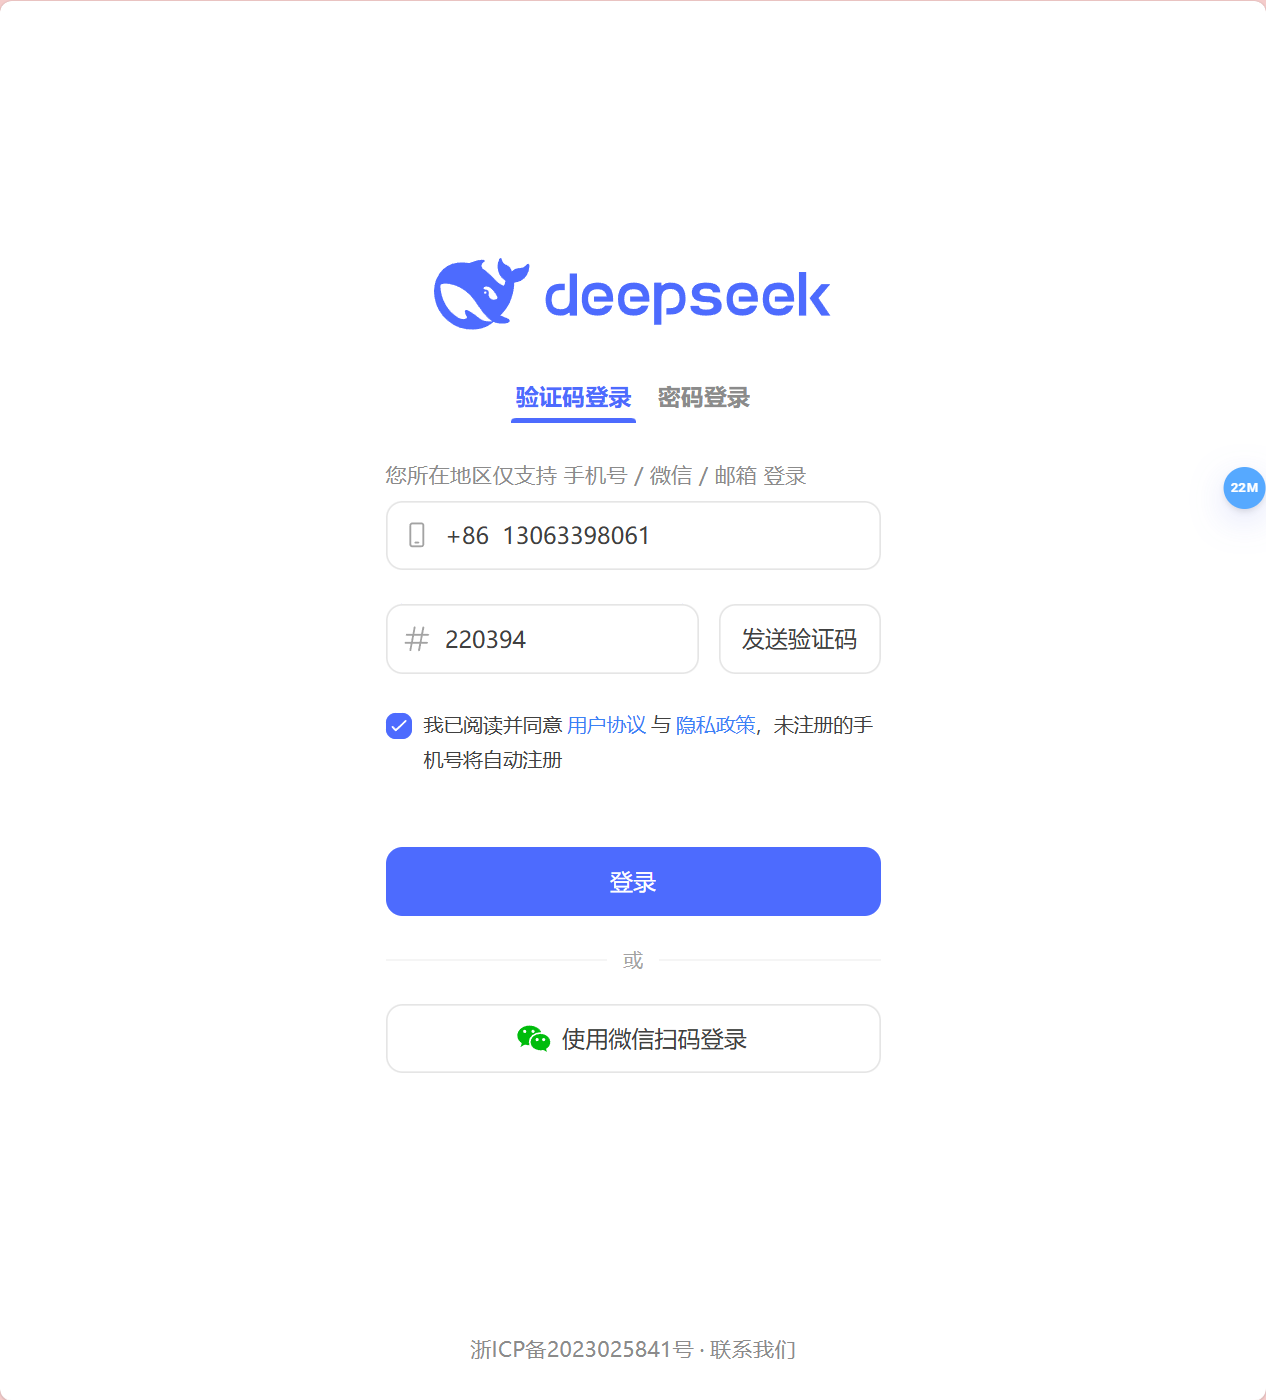 deepseek
验证码登录 密码登录
您所在地区仅支持 手机号 / 微信 / 邮箱 登录
+86 13063398061
220394 发送验证码
我已阅读并同意 用户协议 与 隐私政策，未注册的手
机号将自动注册
登录
或
使用微信扫码登录
22M
浙ICP备2023025841号 · 联系我们